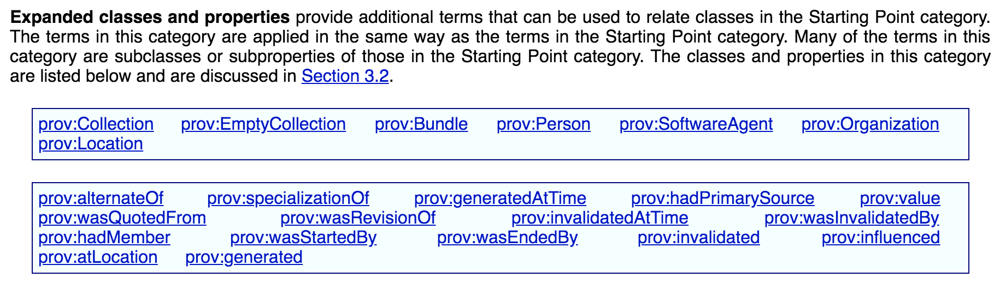 Expanded classes and properties provide additional terms that can be used to relate classes in the Starting Point category.
The terms in this category are applied in the same way as the terms in the Starting Point category. Many of the terms in this
category are subclasses or subproperties of those in the Starting Point category. The classes and properties in this category
are listed below and are discussed in Section 3.2.
prov:Collection prov:EmptyCollection prov:Bundle prov:Person prov:SoftwareAgent prov:Organization
prov:Location
prov:alternateOf prov:specializationOf prov:generatedAtTime prov:hadPrimarySource prov:value
prov:wasQuotedFrom prov:wasRevisionOf prov:invalidatedAtTime prov:wasInvalidatedBy
prov:hadMember prov:wasStartedBy prov:wasEndedBy prov:invalidated prov:influenced
prov:atLocation prov:generated